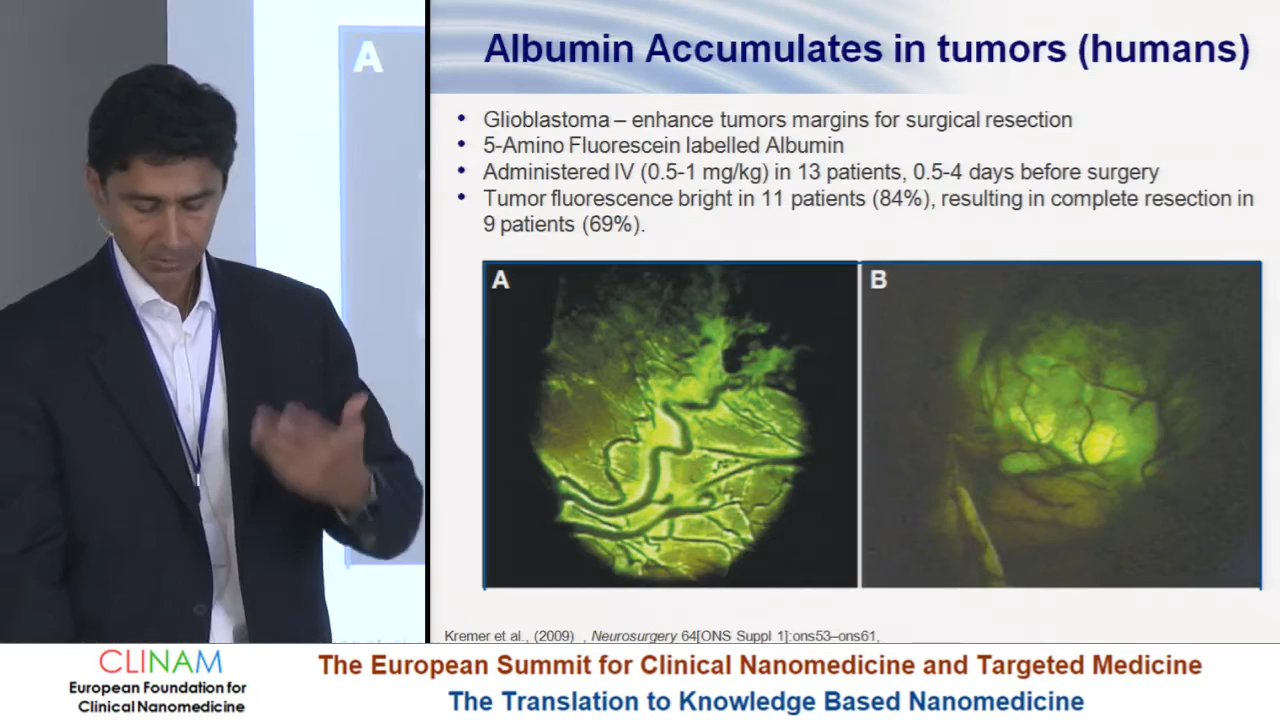 A
Albumin Accumulates in tumors (humans)
• Glioblastoma – enhance tumors margins for surgical resection
• 5-Amino Fluorescein labelled Albumin
• Administered IV (0.5-1 mg/kg) in 13 patients, 0.5-4 days before surgery
• Tumor fluorescence bright in 11 patients (84%), resulting in complete resection in
9 patients (69%).
A
B
Kremer et al., (2009) , Neurosurgery 64[ONS Suppl 1]:ons53–ons61,
CLINAM
European Foundation for
Clinical Nanomedicine
The European Summit for Clinical Nanomedicine and Targeted Medicine
The Translation to Knowledge Based Nanomedicine